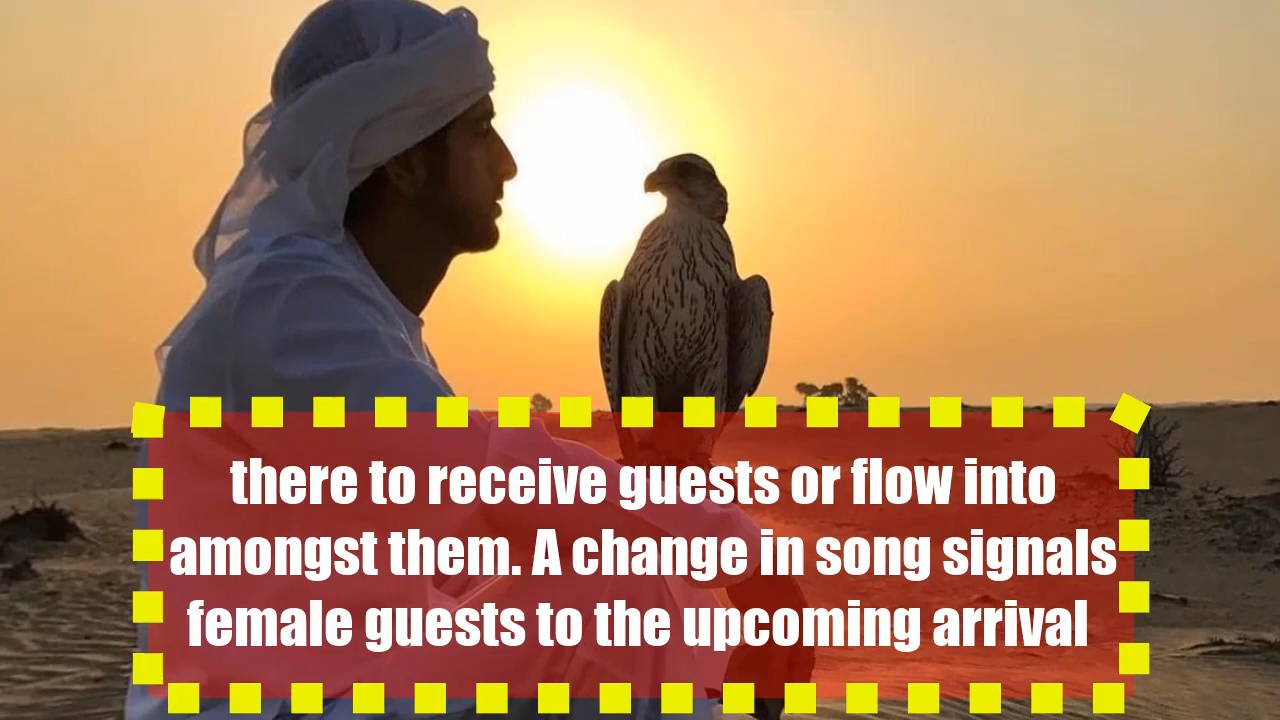 there to receive guests or flow into
amongst them. A change in song signals
female guests to the upcoming arrival